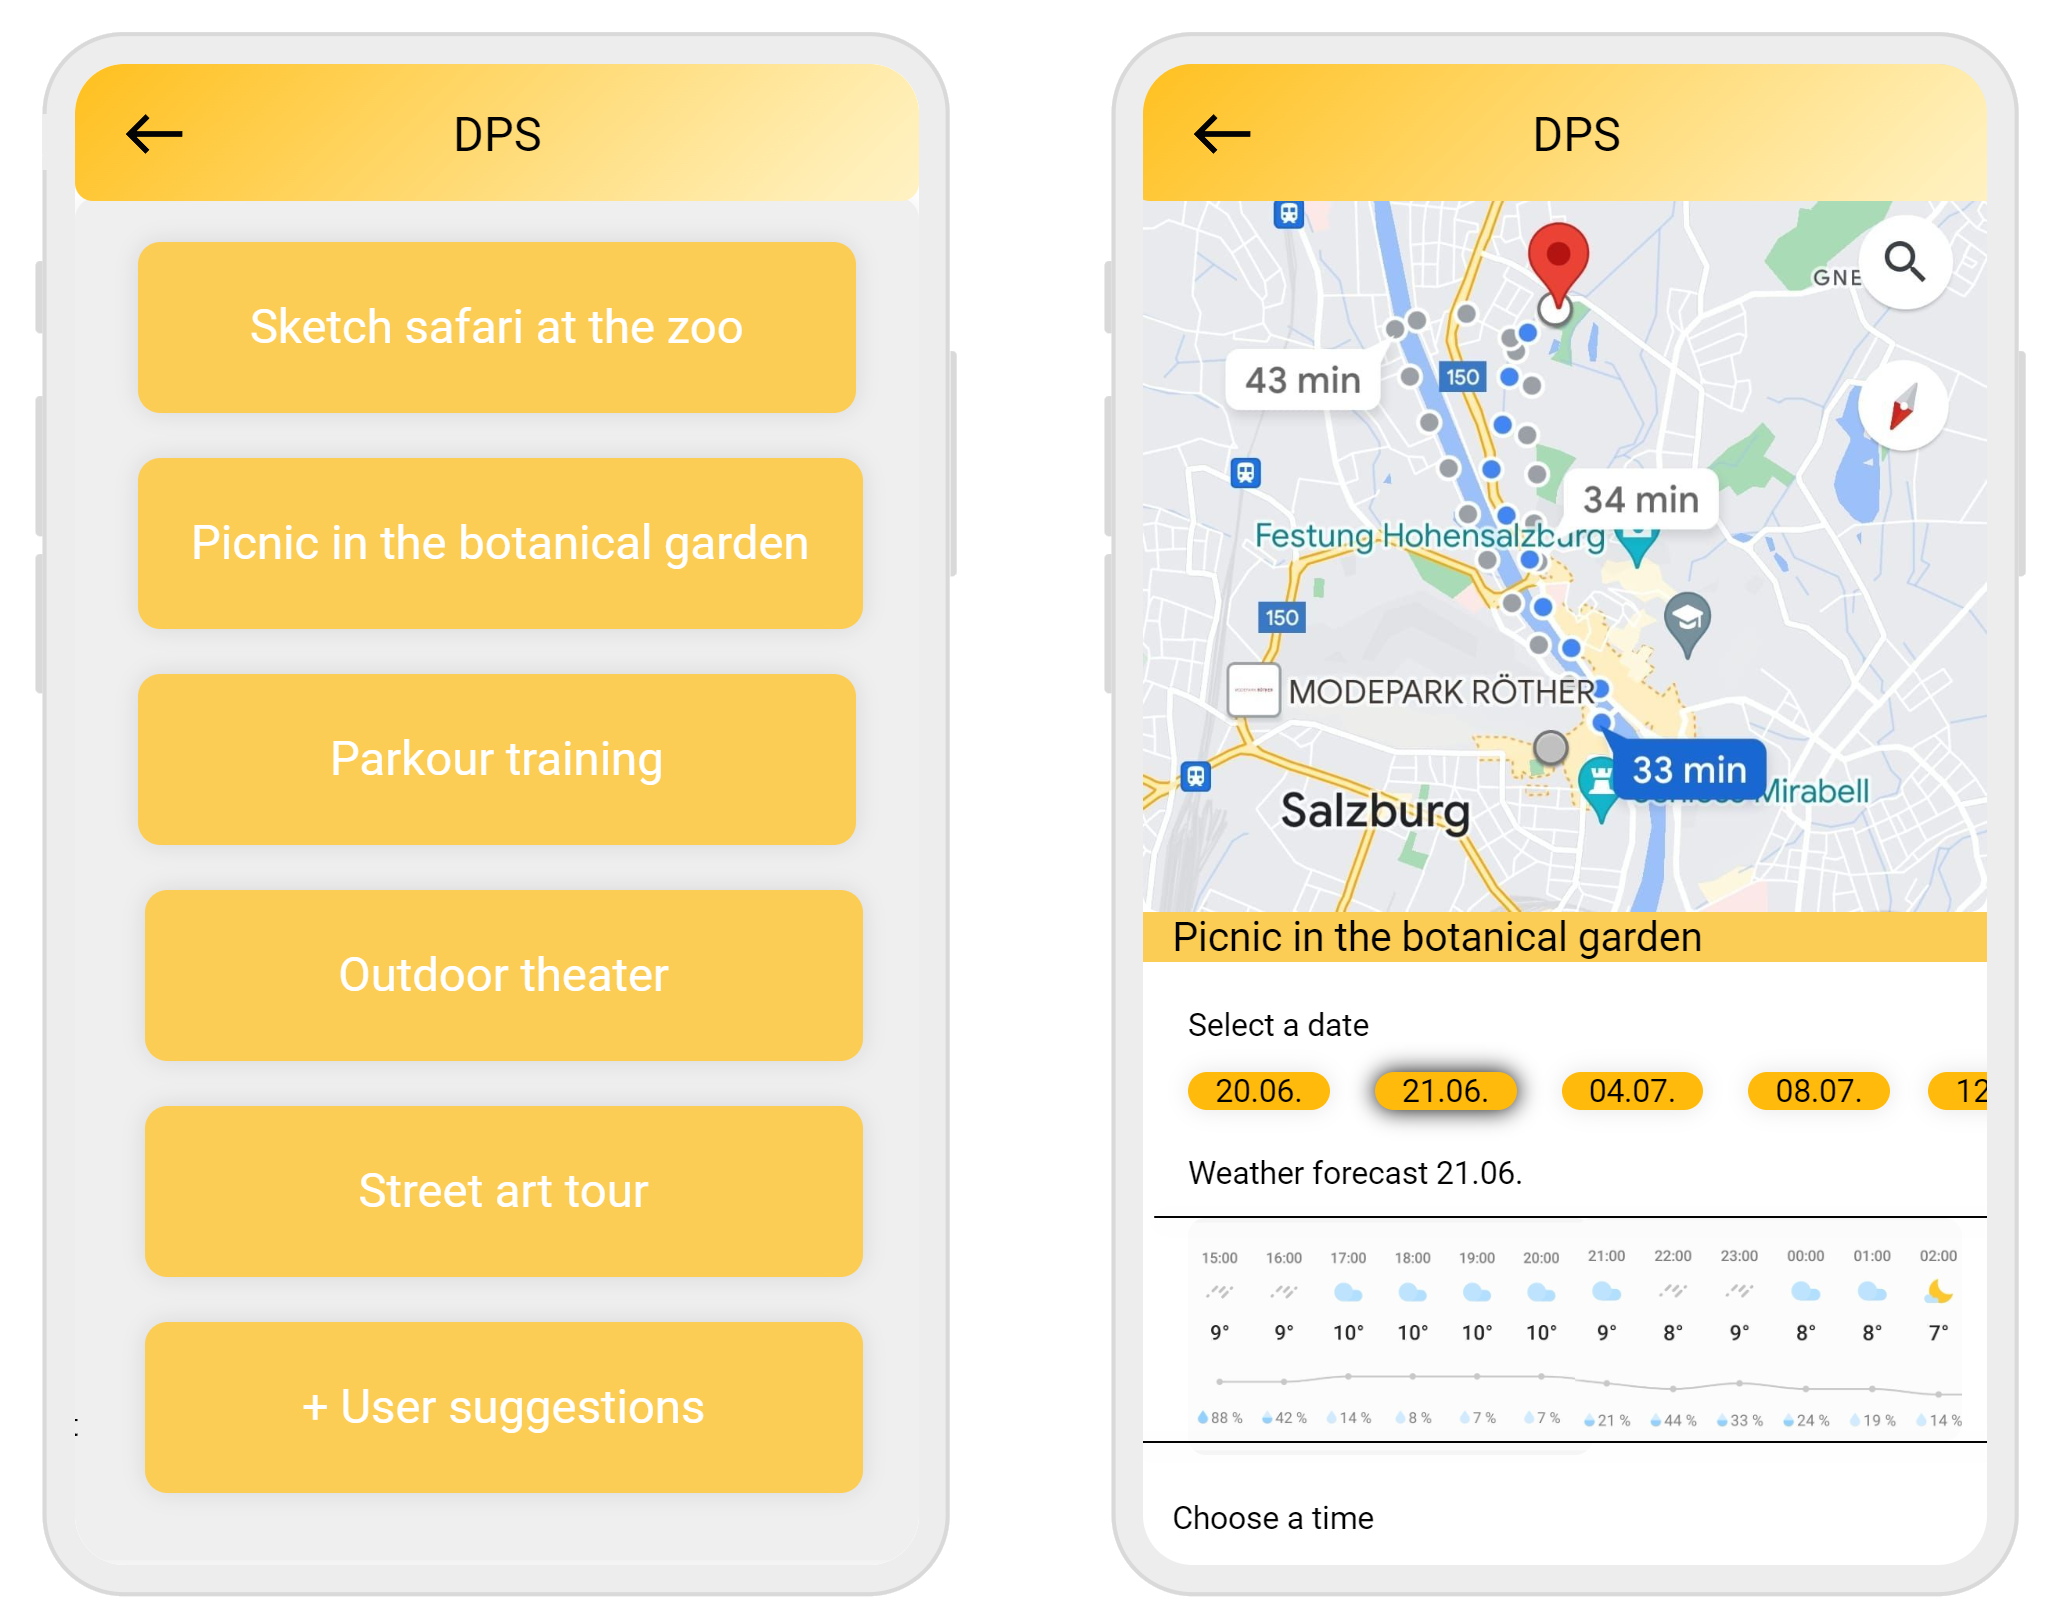 DPS
Sketch safari at the zoo
Picnic in the botanical garden
Parkour training
Outdoor theater
Street art tour
+ User suggestions
:
DPS
GNE
43 min
150
34 min
Festung Hohensalzburg
150
MODEPARK RÖTHER
33 min
Mirabell
Salzburg
Picnic in the botanical garden
Select a date
20.06. 21.06. 04.07. 08.07. 12
Weather forecast 21.06.
15:00 16:00 17:00 18:00 19:00 20:00 21:00 22:00 23:00 00:00 01:00 02:00
9° 9° 10° 10° 10° 10° 9° 8° 9° 8° 8° 7°
88 % 42 % 14 % 8 % 7 % 7 % 21 % 44 % 33 % 24 % 19 % 14 %
Choose a time